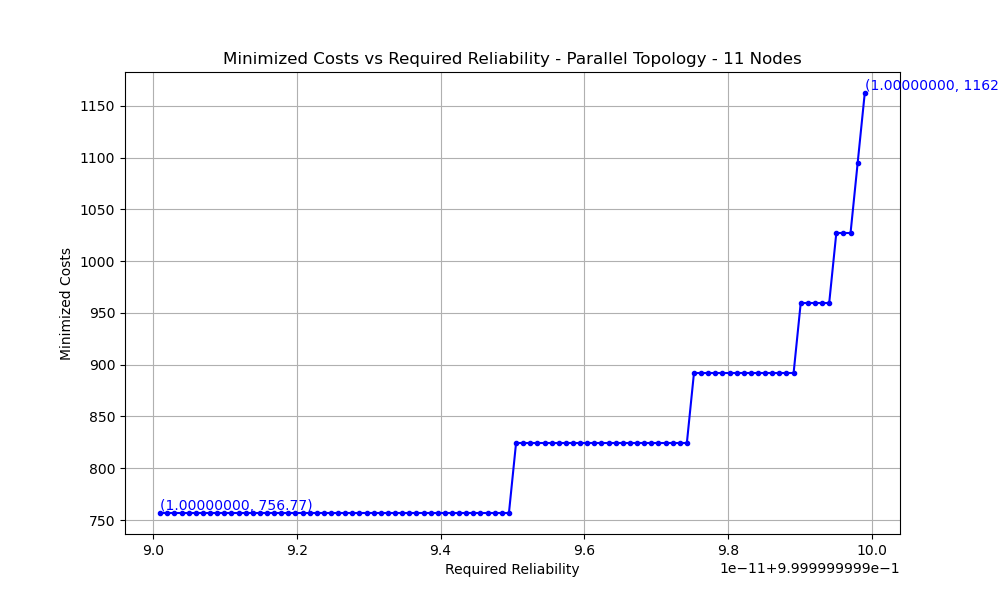 Minimized Costs vs Required Reliability - Parallel Topology - 11 Nodes
(1.00000000, 1162
1150
1100
1050
1000
950
900
850
800
750
Minimized Costs
(1.00000000, 756.77)
9.0 9.2 9.4 9.6 9.8 10.0
Required Reliability
1e−11+9.999999999e−1